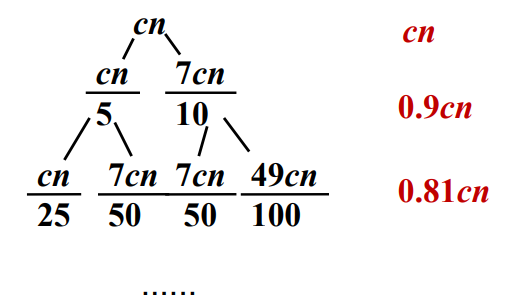 cn cn
cn/5 7cn/10 0.9cn
cn/25 7cn/50 7cn/50 49cn/100 0.81cn
......